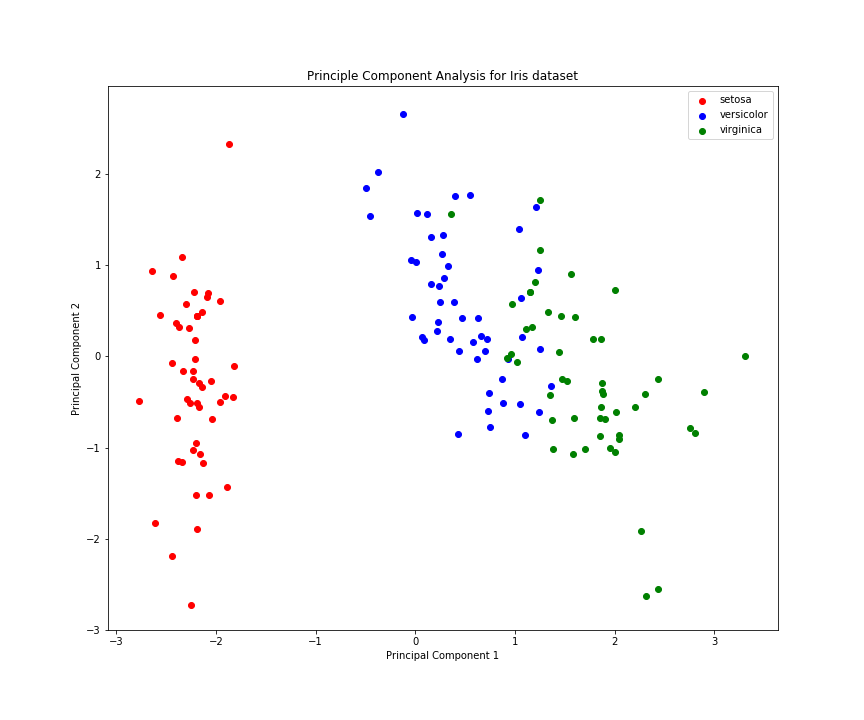 Principle Component Analysis for Iris dataset
setosa
versicolor
virginica
2
1
0
−1
−2
−3
Principal Component 2
−3 −2 −1 0 1 2 3
Principal Component 1